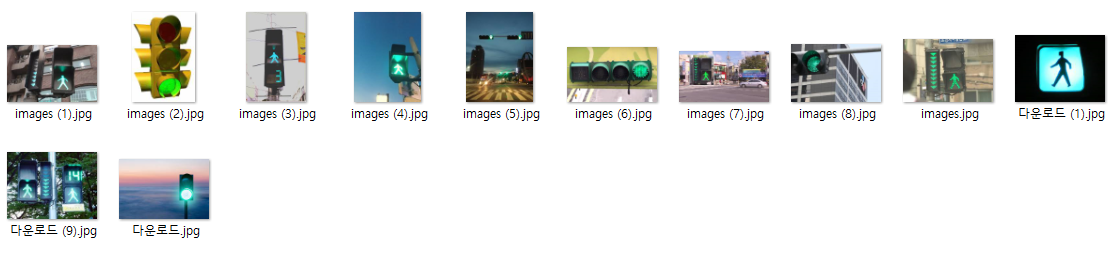 3
images (1).jpg
images (2).jpg
images (3).jpg
images (4).jpg
images (5).jpg
images (6).jpg
images (7).jpg
images (8).jpg
images.jpg
다운로드 (1).jpg
14
다운로드 (9).jpg
다운로드.jpg